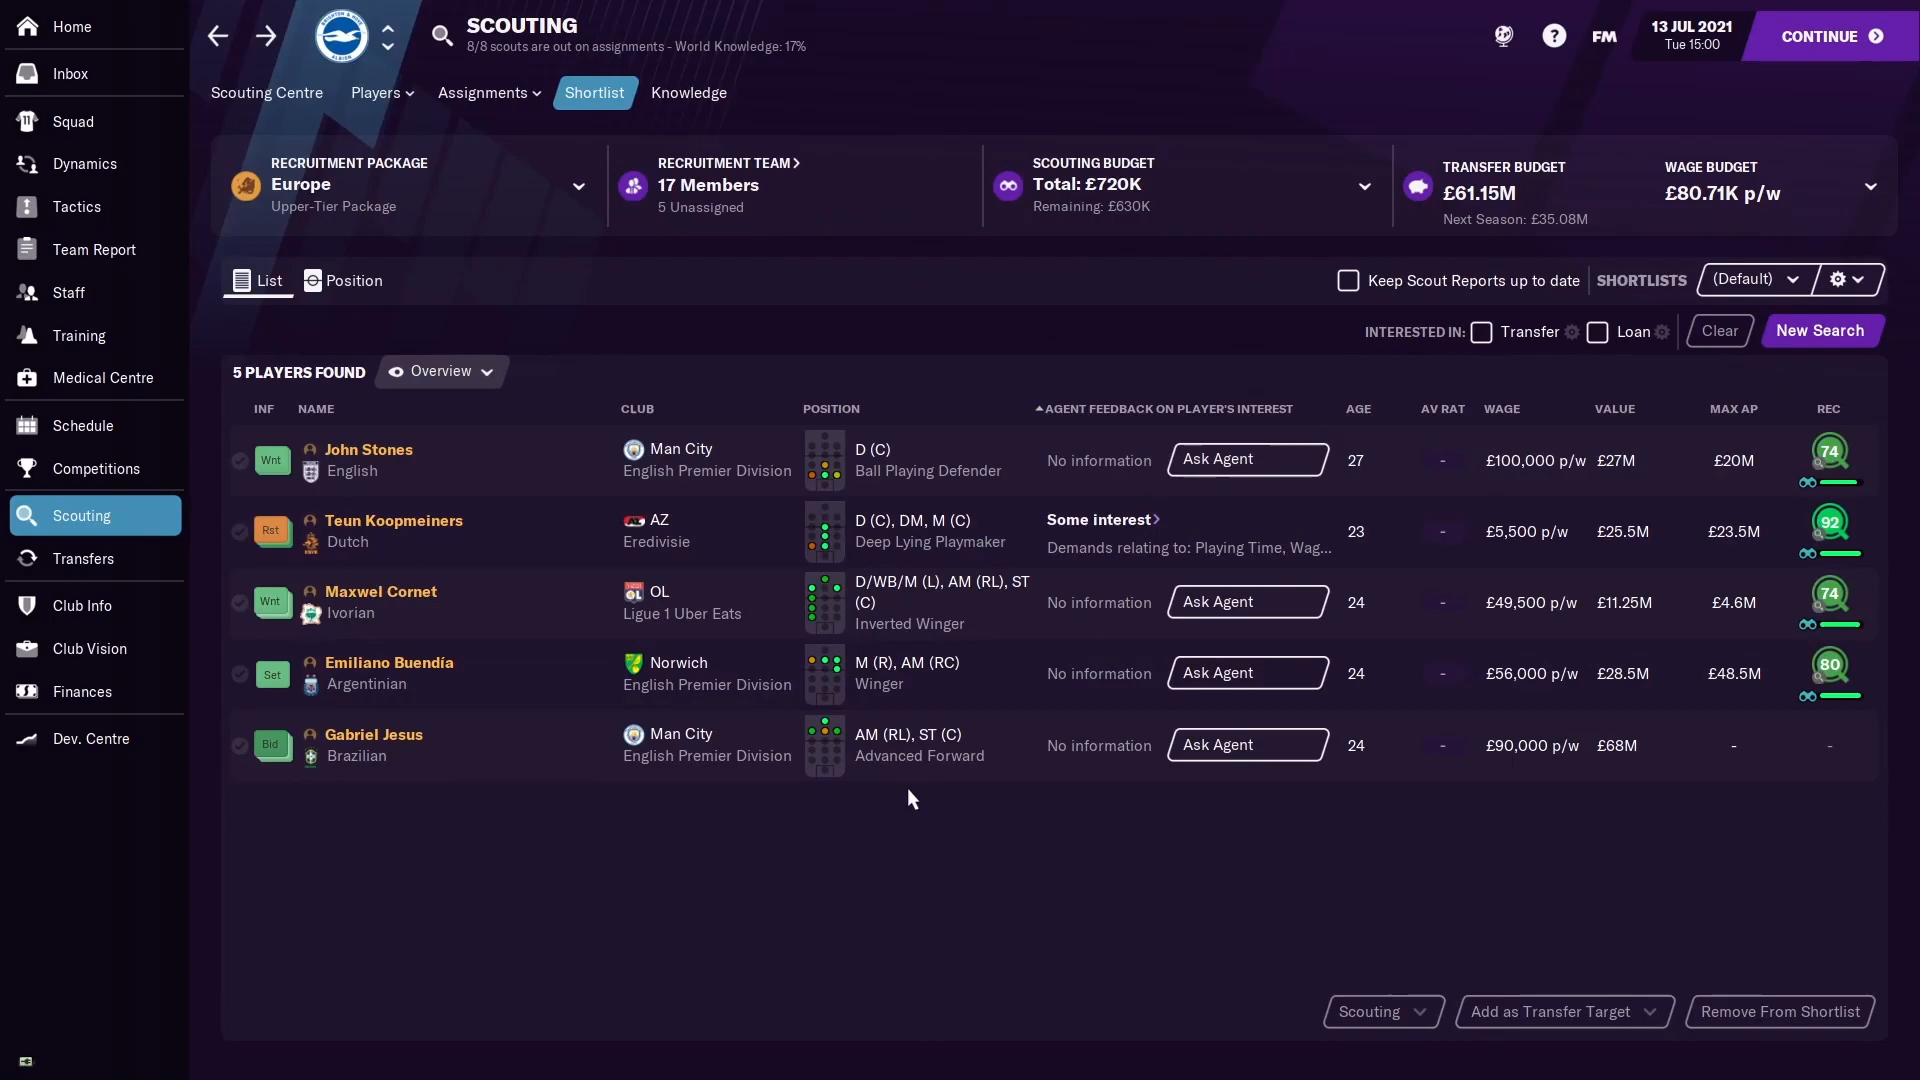 Home
Inbox
Squad
Dynamics
Tactics
Team Report
Staff
Training
Medical Centre
Schedule
Competitions
Scouting
Transfers
Club Info
Club Vision
Finances
Dev. Centre
SCOUTING
8/8 scouts are out on assignments - World Knowledge: 17%
FM
13 JUL 2021
Tue 15:00
CONTINUE
Scouting Centre Players Assignments Shortlist Knowledge
RECRUITMENT PACKAGE
Europe
Upper-Tier Package
RECRUITMENT TEAM
17 Members
5 Unassigned
SCOUTING BUDGET
Total: £720K
Remaining: £630K
TRANSFER BUDGET
£61.15M
Next Season: £35.08M
WAGE BUDGET
£80.71K p/w
List Position
Keep Scout Reports up to date SHORTLISTS (Default)
INTERESTED IN: Transfer Loan Clear New Search
5 PLAYERS FOUND Overview
INF NAME CLUB POSITION AGENT FEEDBACK ON PLAYER'S INTEREST AGE AV RAT WAGE VALUE MAX AP REC
Wnt John Stones Man City D (C) No information Ask Agent 27 - £100,000 p/w £27M £20M 74
English English Premier Division Ball Playing Defender
Rst Teun Koopmeiners AZ D (C), DM, M (C) Some interest 23 - £5,500 p/w £25.5M £23.5M 92
Dutch Eredivisie Deep Lying Playmaker Demands relating to: Playing Time, Wag...
Wnt Maxwel Cornet OL D/WB/M (L), AM (RL), ST (C) No information Ask Agent 24 - £49,500 p/w £11.25M £4.6M 74
Ivorian Ligue 1 Uber Eats Inverted Winger
Set Emiliano Buendía Norwich M (R), AM (RC) No information Ask Agent 24 - £56,000 p/w £28.5M £48.5M 80
Argentinian English Premier Division Winger
Bid Gabriel Jesus Man City AM (RL), ST (C) No information Ask Agent 24 - £90,000 p/w £68M - -
Brazilian English Premier Division Advanced Forward
Scouting Add as Transfer Target Remove From Shortlist